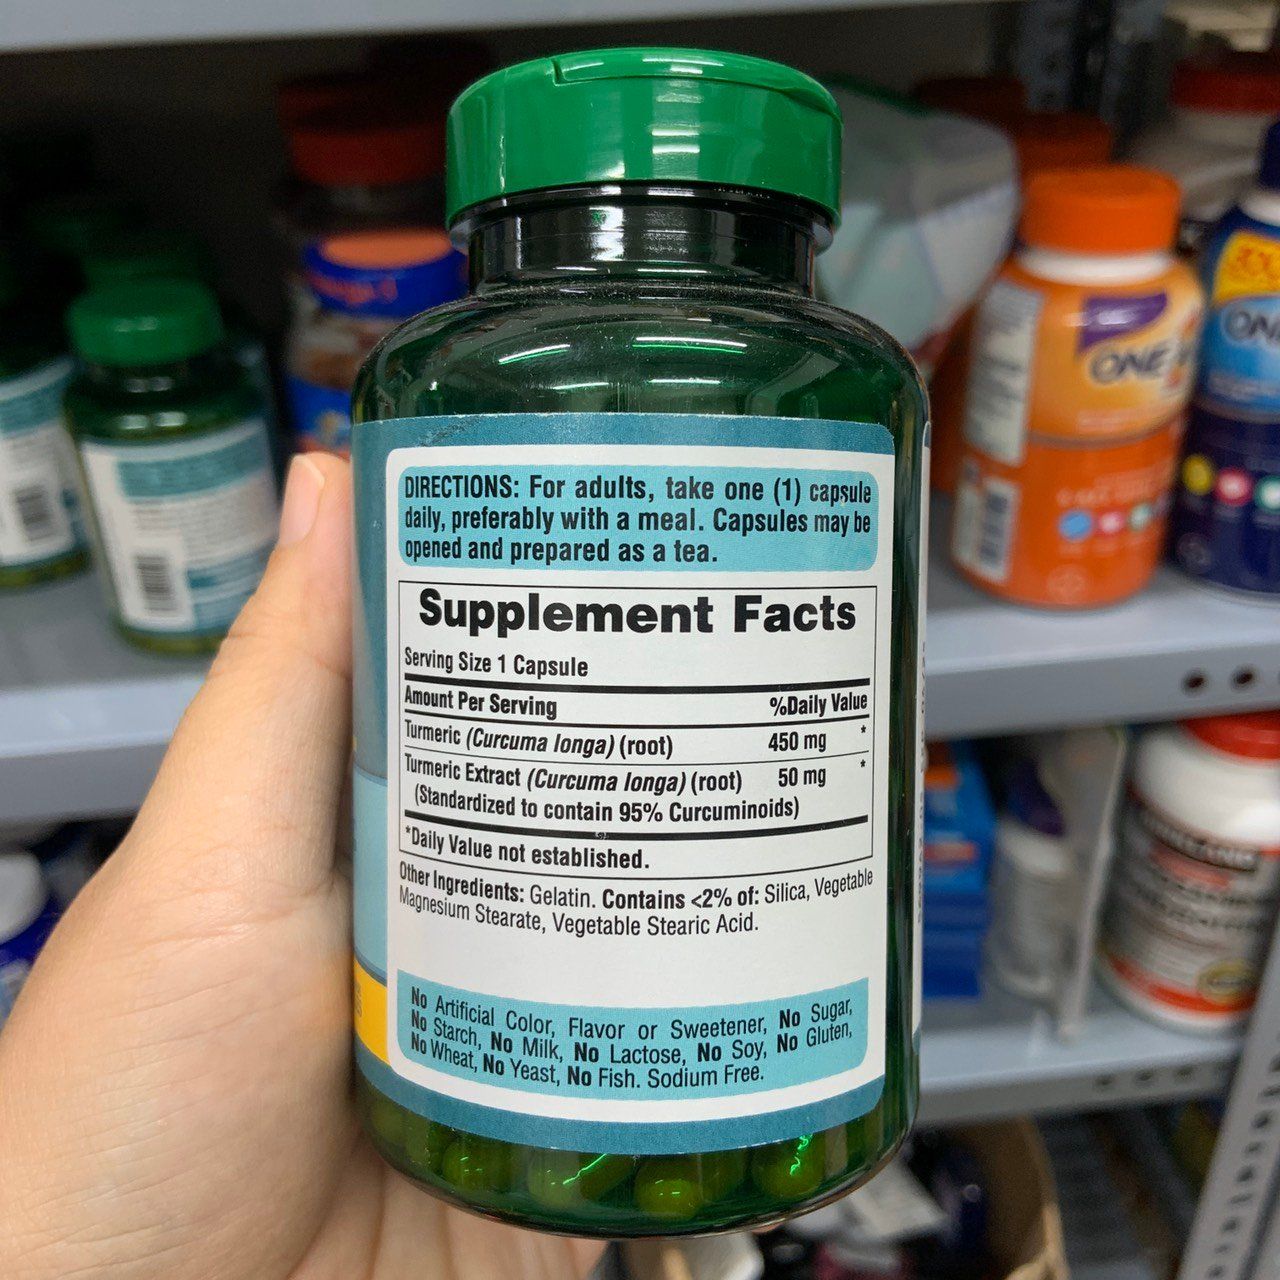 DIRECTIONS: For adults, take one (1) capsule
daily, preferably with a meal. Capsules may be
opened and prepared as a tea.
Supplement Facts
Serving Size 1 Capsule
Amount Per Serving %Daily Value
Turmeric (Curcuma longa) (root) 450 mg *
Turmeric Extract (Curcuma longa) (root) 50 mg *
(Standardized to contain 95% Curcuminoids)
*Daily Value not established.
Other Ingredients: Gelatin. Contains <2% of: Silica, Vegetable
Magnesium Stearate, Vegetable Stearic Acid.
No Artificial Color, Flavor or Sweetener, No Sugar,
No Starch, No Milk, No Lactose, No Soy, No Gluten,
No Wheat, No Yeast, No Fish. Sodium Free.
ONE
ON